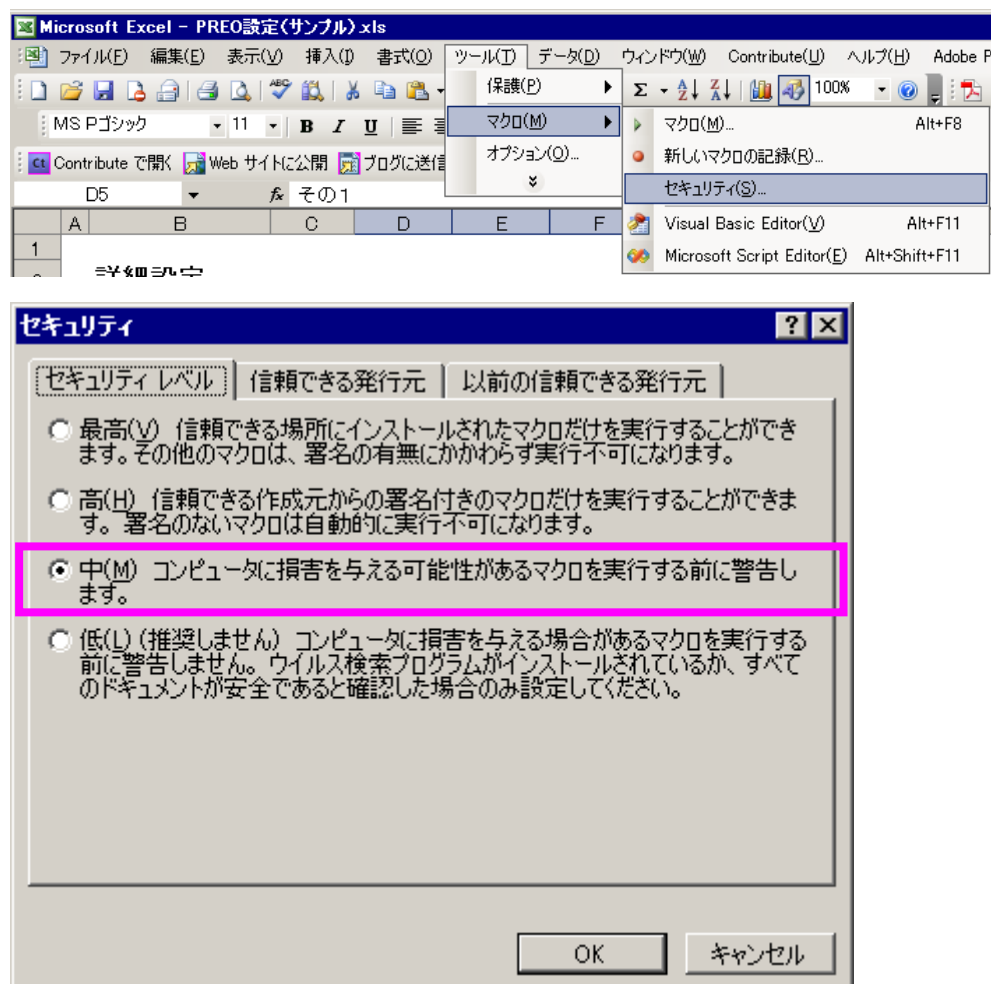 Microsoft Excel - PREO設定(サンプル).xls
ファイル(F) 編集(E) 表示(V) 挿入(I) 書式(O) ツール(T) データ(D) ウィンドウ(W) Contribute(U) ヘルプ(H) Adobe P
保護(P)
100%
MS Pゴシック 11 B I U
マクロ(M)
マクロ(M)... Alt+F8
Contribute で開く Web サイトに公開 ブログに送信
オプション(O)...
新しいマクロの記録(R)...
D5 fx その1
セキュリティ(S)...
A B C D E F
Visual Basic Editor(V) Alt+F11
1
Microsoft Script Editor(E) Alt+Shift+F11
詳細設定
セキュリティ
セキュリティ レベル 信頼できる発行元 以前の信頼できる発行元
最高(V) 信頼できる場所にインストールされたマクロだけを実行することができ
ます。その他のマクロは、署名の有無にかかわらず実行不可になります。
高(H) 信頼できる作成元からの署名付きのマクロだけを実行することができま
す。 署名のないマクロは自動的に実行不可になります。
中(M) コンピュータに損害を与える可能性があるマクロを実行する前に警告し
ます。
低(L) (推奨しません) コンピュータに損害を与える場合があるマクロを実行する
前に警告しません。ウイルス検索プログラムがインストールされているか、すべて
のドキュメントが安全であると確認した場合のみ設定してください。
OK キャンセル